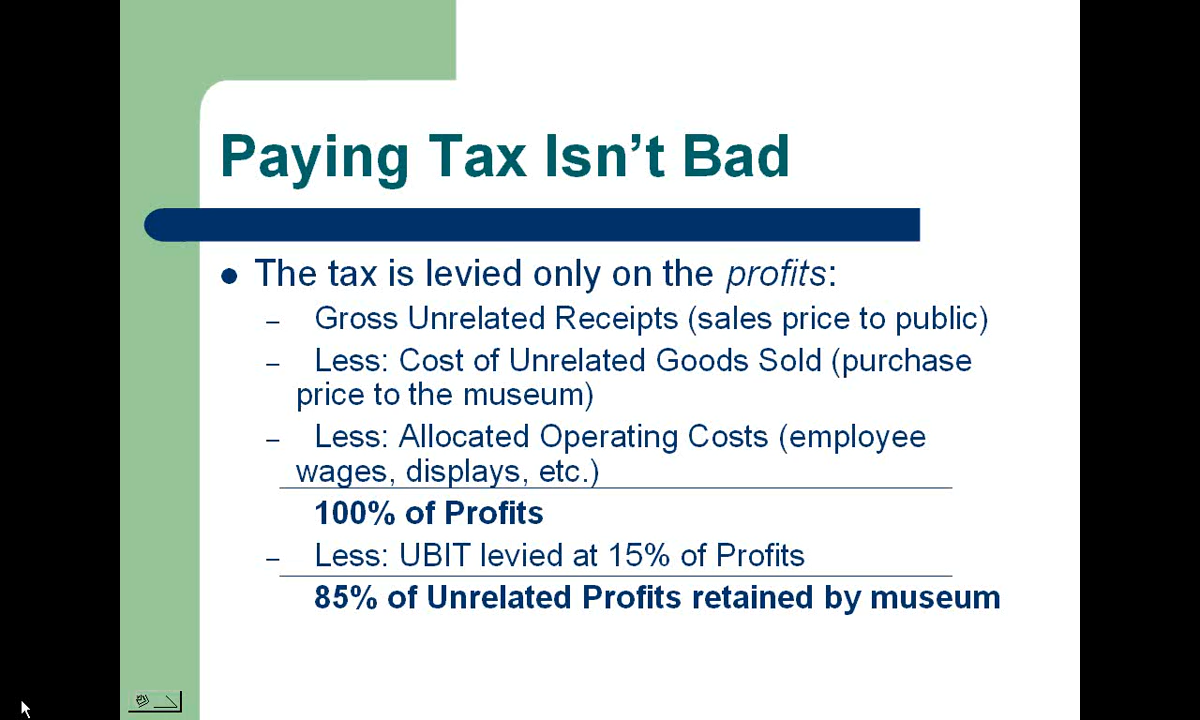 Paying Tax Isn’t Bad
● The tax is levied only on the profits:
– Gross Unrelated Receipts (sales price to public)
– Less: Cost of Unrelated Goods Sold (purchase
price to the museum)
– Less: Allocated Operating Costs (employee
wages, displays, etc.)
100% of Profits
– Less: UBIT levied at 15% of Profits
85% of Unrelated Profits retained by museum